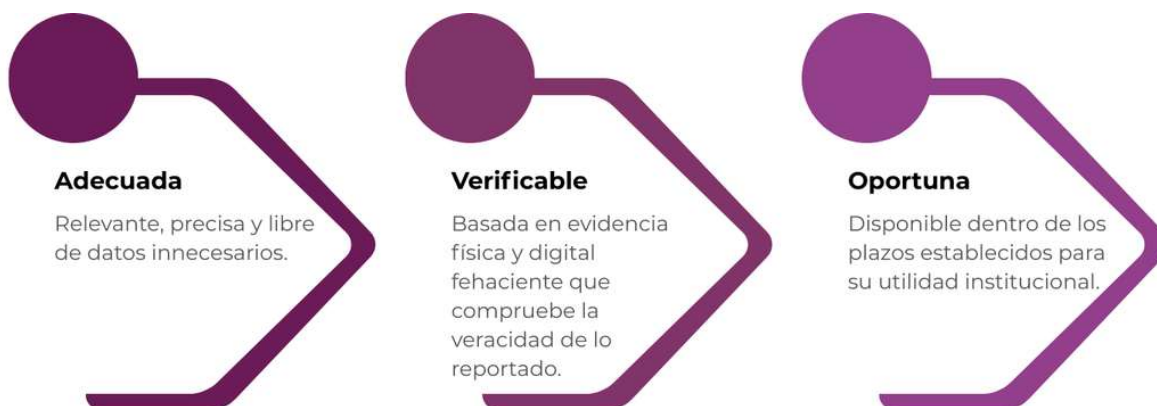 Adecuada
Relevante, precisa y libre
de datos innecesarios.
Verificable
Basada en evidencia
física y digital
fehaciente que
compruebe la
veracidad de lo
reportado.
Oportuna
Disponible dentro de los
plazos establecidos para
su utilidad institucional.